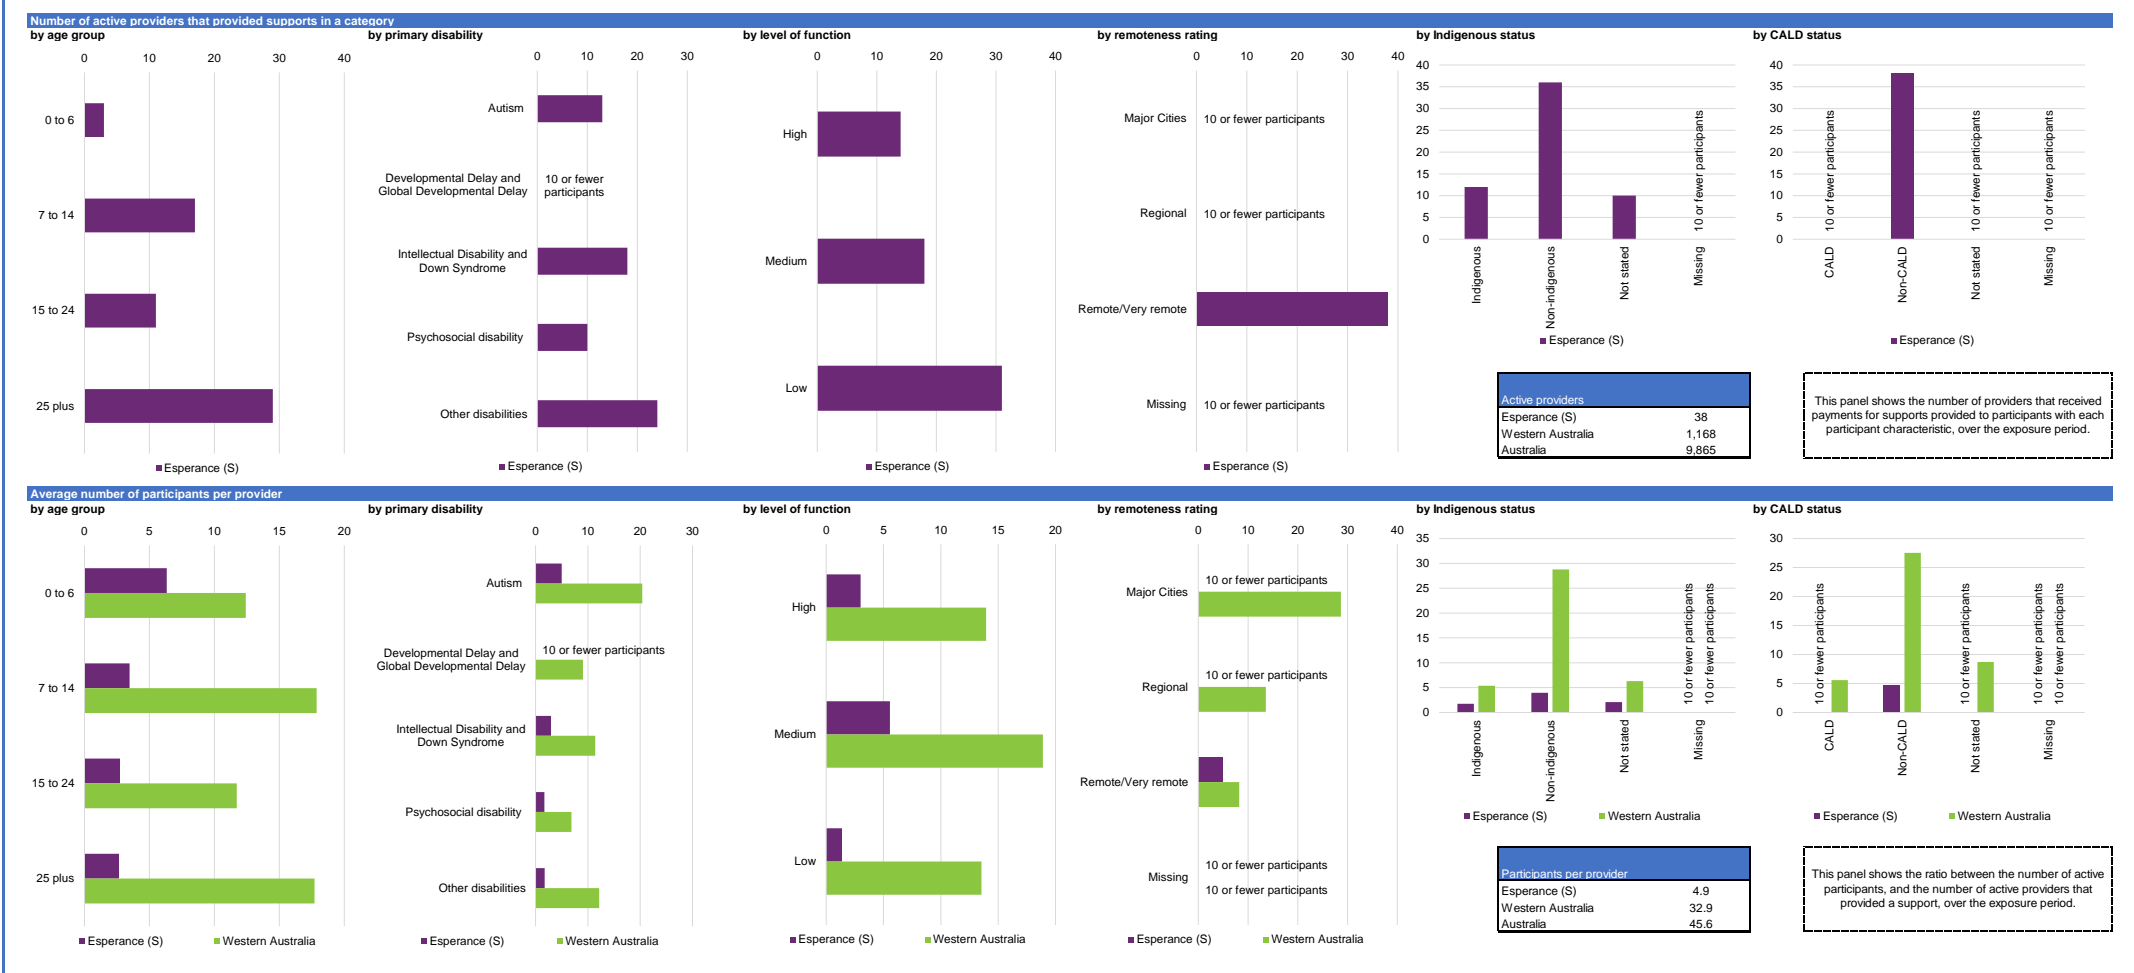 Number of active providers that provided supports in a category
by age group
0 10 20 30 40
0 to 6
7 to 14
15 to 24
25 plus
Esperance (S)
by primary disability
0 10 20 30
Autism
Developmental Delay and
Global Developmental Delay
10 or fewer
participants
Intellectual Disability and
Down Syndrome
Psychosocial disability
Other disabilities
Esperance (S)
by level of function
0 10 20 30 40
High
Medium
Low
Esperance (S)
by remoteness rating
0 10 20 30 40
Major Cities 10 or fewer participants
Regional 10 or fewer participants
Remote/Very remote
Missing 10 or fewer participants
Esperance (S)
by Indigenous status
40
35
30
25
20
15
10
5
0
10 or fewer participants
Indigenous
Non-indigenous
Not stated
Missing
Esperance (S)
by CALD status
40
35
30
25
20
15
10
5
0
10 or fewer participants
10 or fewer participants
10 or fewer participants
CALD
Non-CALD
Not stated
Missing
Esperance (S)
Active providers
Esperance (S) 38
Western Australia 1,168
Australia 9,865
This panel shows the number of providers that received
payments for supports provided to participants with each
participant characteristic, over the exposure period.
Average number of participants per provider
by age group
0 5 10 15 20
0 to 6
7 to 14
15 to 24
25 plus
Esperance (S) Western Australia
by primary disability
0 10 20 30
Autism
Developmental Delay and
Global Developmental Delay
10 or fewer participants
Intellectual Disability and
Down Syndrome
Psychosocial disability
Other disabilities
Esperance (S) Western Australia
by level of function
0 5 10 15 20
High
Medium
Low
Esperance (S) Western Australia
by remoteness rating
0 10 20 30 40
10 or fewer participants
Major Cities
10 or fewer participants
Regional
Remote/Very remote
10 or fewer participants
Missing
10 or fewer participants
Esperance (S) Western Australia
by Indigenous status
35
30
25
20
15
10
5
0
10 or fewer participants
10 or fewer participants
Indigenous
Non-indigenous
Not stated
Missing
Esperance (S) Western Australia
by CALD status
30
25
20
15
10
5
0
10 or fewer participants
10 or fewer participants
10 or fewer participants
10 or fewer participants
CALD
Non-CALD
Not stated
Missing
Esperance (S) Western Australia
Participants per provider
Esperance (S) 4.9
Western Australia 32.9
Australia 45.6
This panel shows the ratio between the number of active
participants, and the number of active providers that
provided a support, over the exposure period.